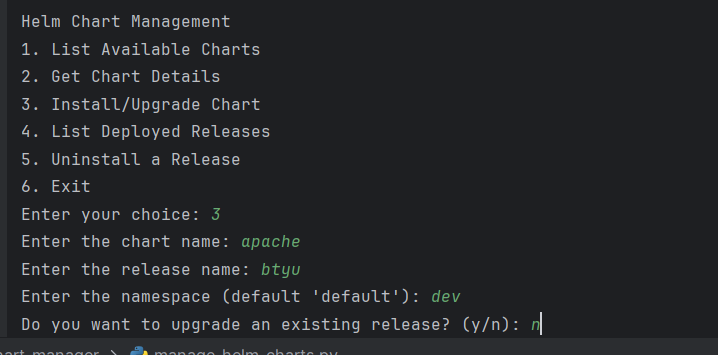 Helm Chart Management
1. List Available Charts
2. Get Chart Details
3. Install/Upgrade Chart
4. List Deployed Releases
5. Uninstall a Release
6. Exit
Enter your choice: 3
Enter the chart name: apache
Enter the release name: btyu
Enter the namespace (default 'default'): dev
Do you want to upgrade an existing release? (y/n): n
art_manager > manage_helm_charts.py